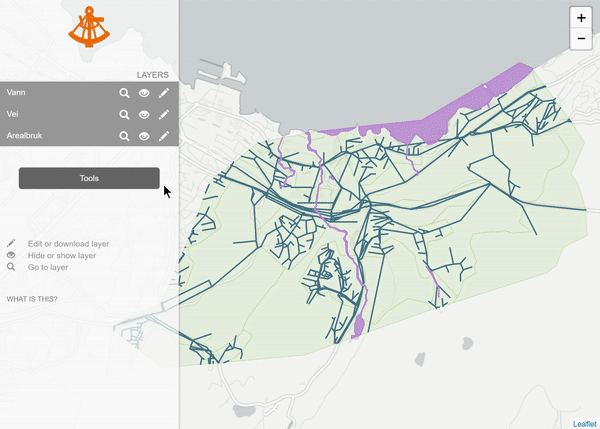 LAYERS
Vann
Vei
Arealbruk
Tools
Edit or download layer
Hide or show layer
Go to layer
WHAT IS THIS?
+
−
Leaflet